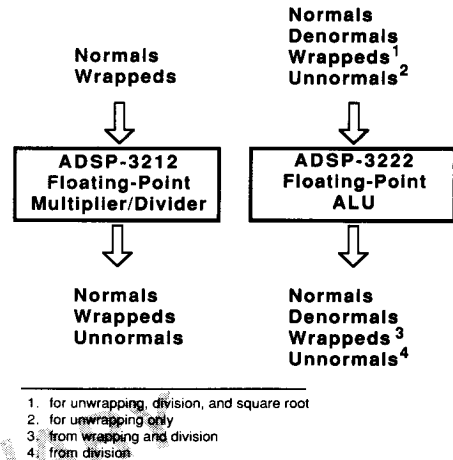 Normals
Wrappeds
ADSP-3212
Floating-Point
Multiplier/Divider
Normals
Wrappeds
Unnormals
Normals
Denormals
Wrappeds¹
Unnormals²
ADSP-3222
Floating-Point
ALU
Normals
Denormals
Wrappeds³
Unnormals⁴
1. for unwrapping, division, and square root
2. for unwrapping only
3. from wrapping and division
4. from division